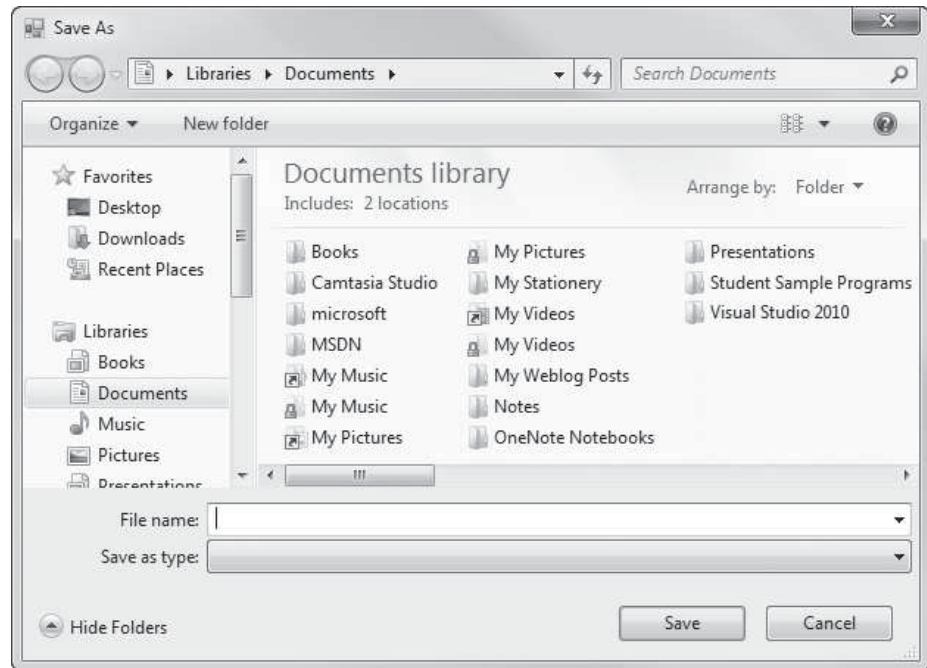 Save As
Libraries Documents
Search Documents
Organize
New folder
Favorites
Desktop
Downloads
Recent Places
Libraries
Books
Documents
Music
Pictures
Presentations
Documents library
Includes: 2 locations
Arrange by: Folder
Books
Camtasia Studio
microsoft
MSDN
My Music
My Music
My Pictures
My Pictures
My Stationery
My Videos
My Videos
My Weblog Posts
Notes
OneNote Notebooks
Presentations
Student Sample Programs
Visual Studio 2010
File name:
Save as type:
Hide Folders
Save
Cancel